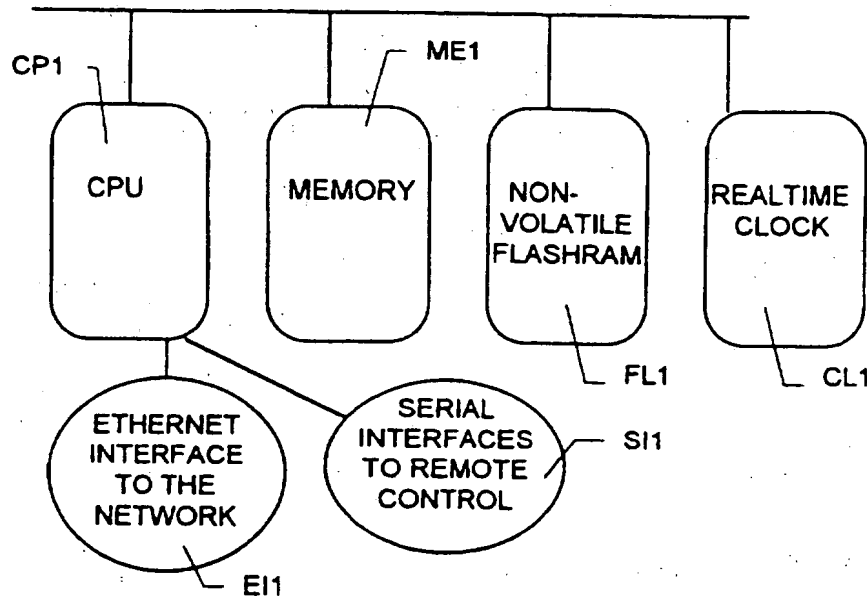 CP1
ME1
CPU
MEMORY
NON-
VOLATILE
FLASHRAM
REALTIME
CLOCK
FL1
CL1
ETHERNET
INTERFACE
TO THE
NETWORK
SERIAL
INTERFACES
TO REMOTE
CONTROL
SI1
EI1